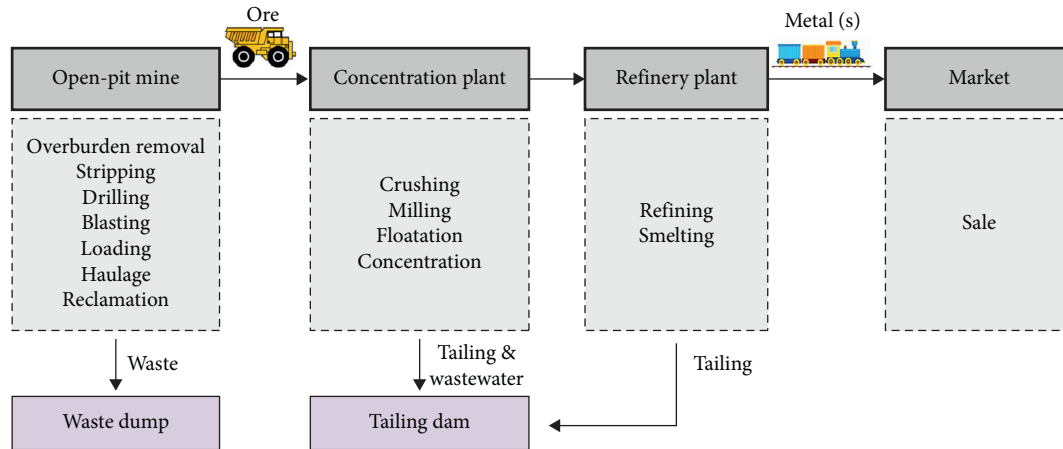 Ore
Metal (s)
Open-pit mine
Concentration plant
Refinery plant
Market
Overburden removal
Stripping
Drilling
Blasting
Loading
Haulage
Reclamation
Crushing
Milling
Floatation
Concentration
Refining
Smelting
Sale
Waste
Tailing &
wastewater
Tailing
Waste dump
Tailing dam